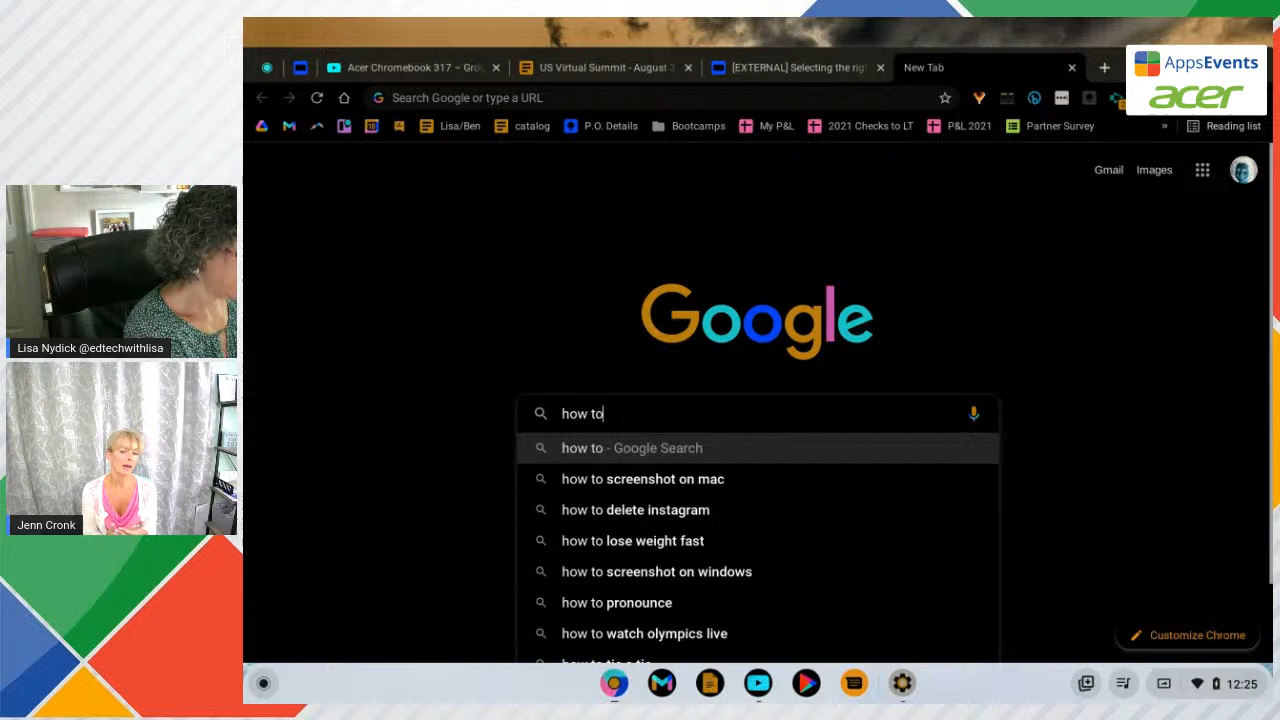 Acer Chromebook 317 – Gro
US Virtual Summit - August 3
[EXTERNAL] Selecting the rig
New Tab
AppsEvents
acer
Search Google or type a URL
Lisa/Ben
catalog
P.O. Details
Bootcamps
My P&L
2021 Checks to LT
P&L 2021
Partner Survey
»
Reading list
Gmail
Images
Google
how to
how to - Google Search
how to screenshot on mac
how to delete instagram
how to lose weight fast
how to screenshot on windows
how to pronounce
how to watch olympics live
how to tie a tie
Customize Chrome
Lisa Nydick @edtechwithlisa
Jenn Cronk
12:25